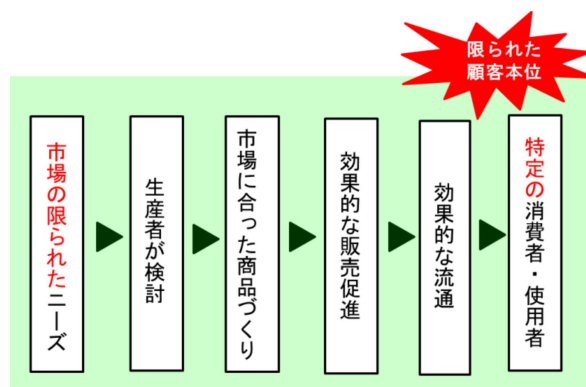 限られた
顧客本位
市場の限られたニーズ
生産者が検討
市場に合った商品づくり
効果的な販売促進
効果的な流通
特定の消費者・使用者